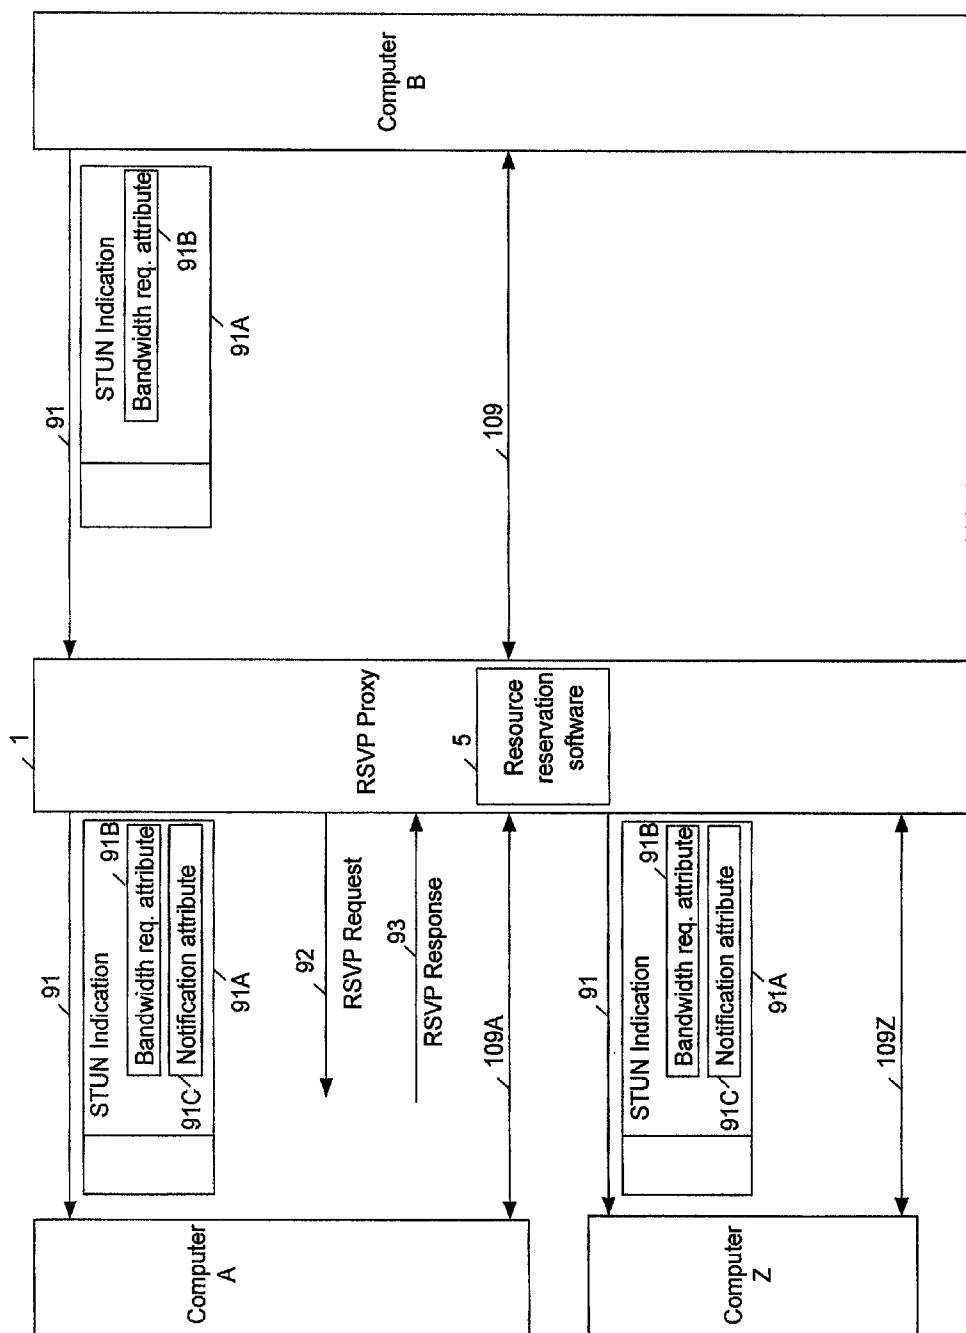 Computer
A
Computer
Z
91
STUN Indication
91B
Bandwidth req. attribute
91C
Notification attribute
91A
92
RSVP Request
93
RSVP Response
109A
91
STUN Indication
91B
Bandwidth req. attribute
91C
Notification attribute
91A
109Z
1
RSVP Proxy
5
Resource
reservation
software
91
STUN Indication
Bandwidth req. attribute
91B
91A
109
Computer
B